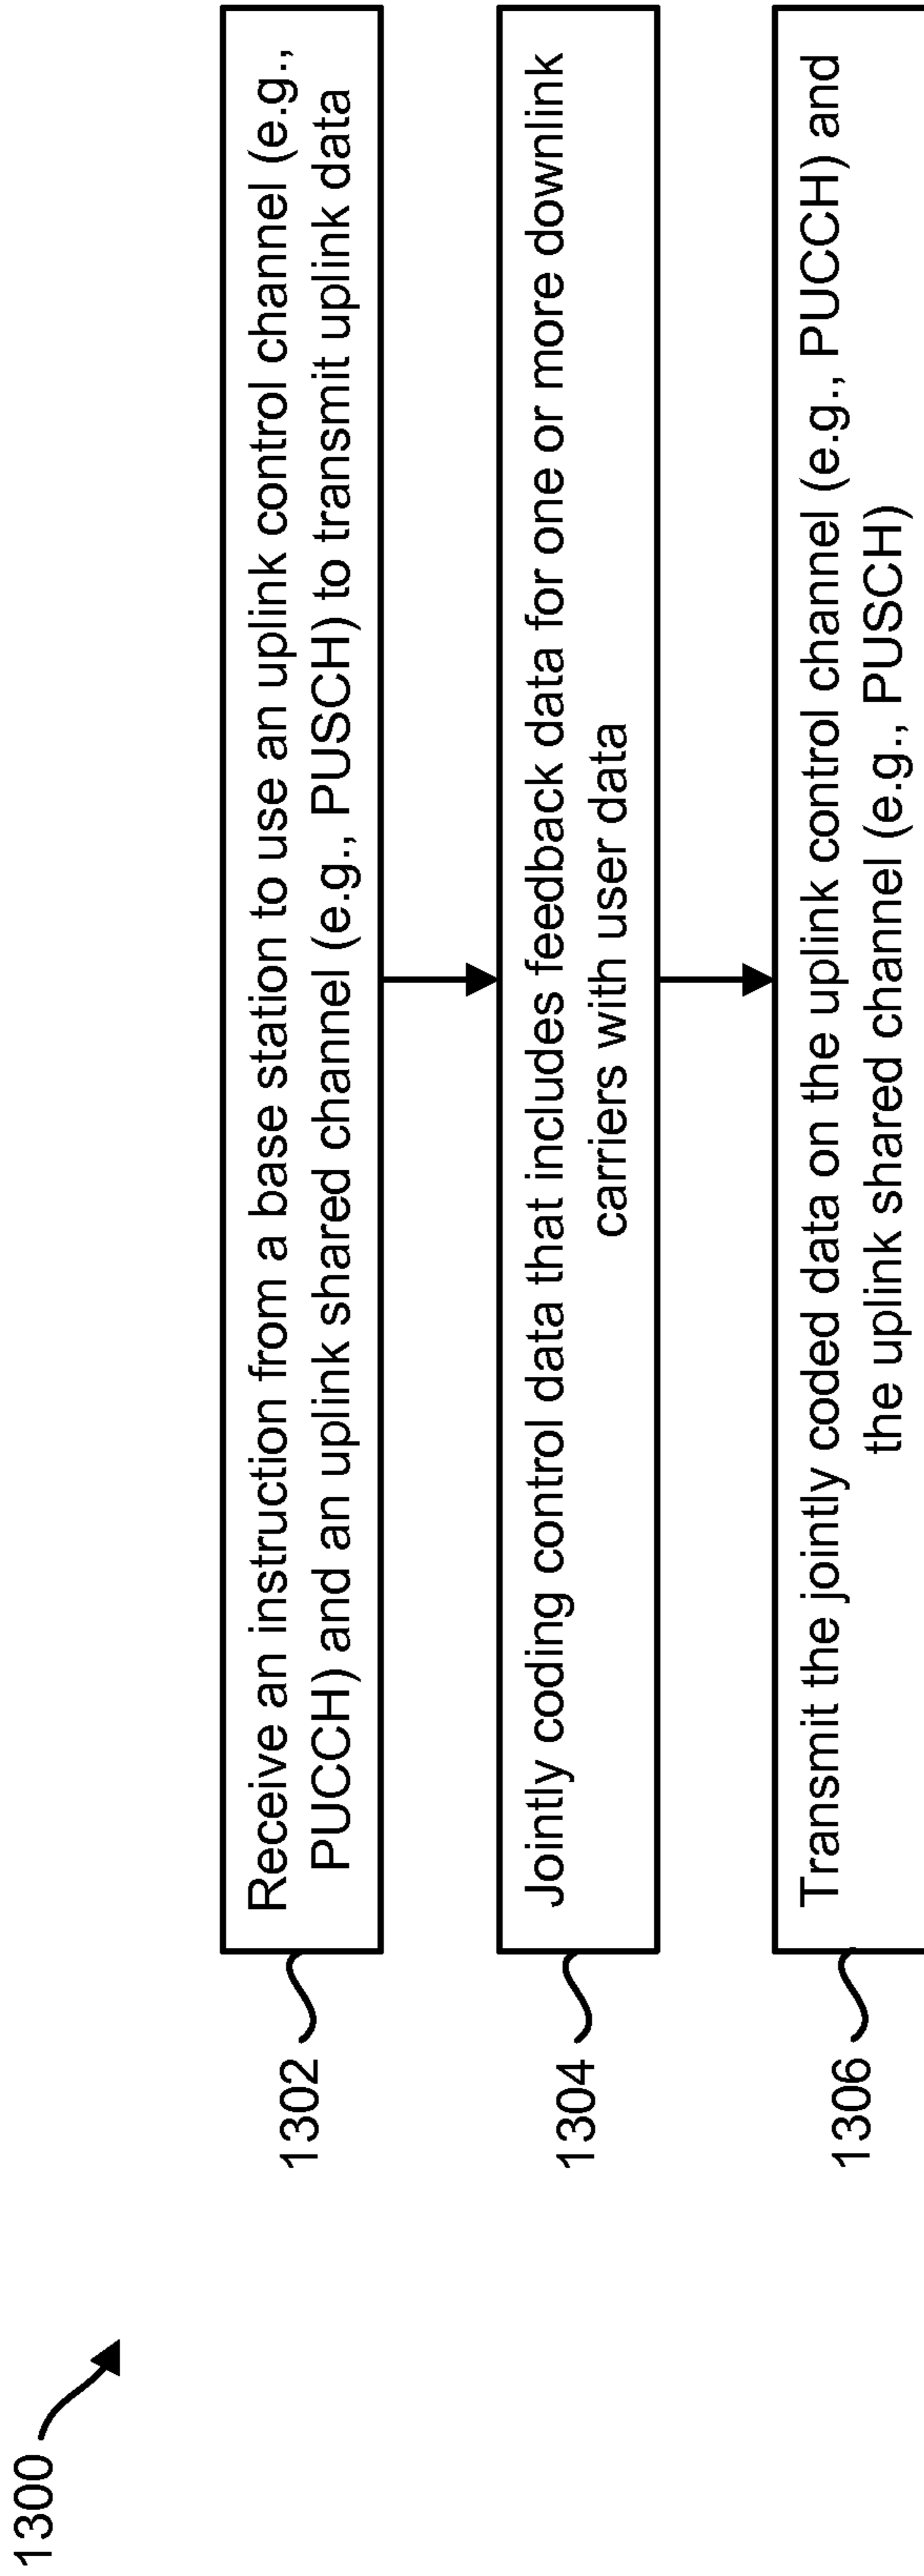 1300
1302
Receive an instruction from a base station to use an uplink control channel (e.g.,
PUCCH) and an uplink shared channel (e.g., PUSCH) to transmit uplink data
1304
Jointly coding control data that includes feedback data for one or more downlink
carriers with user data
1306
Transmit the jointly coded data on the uplink control channel (e.g., PUCCH) and
the uplink shared channel (e.g., PUSCH)